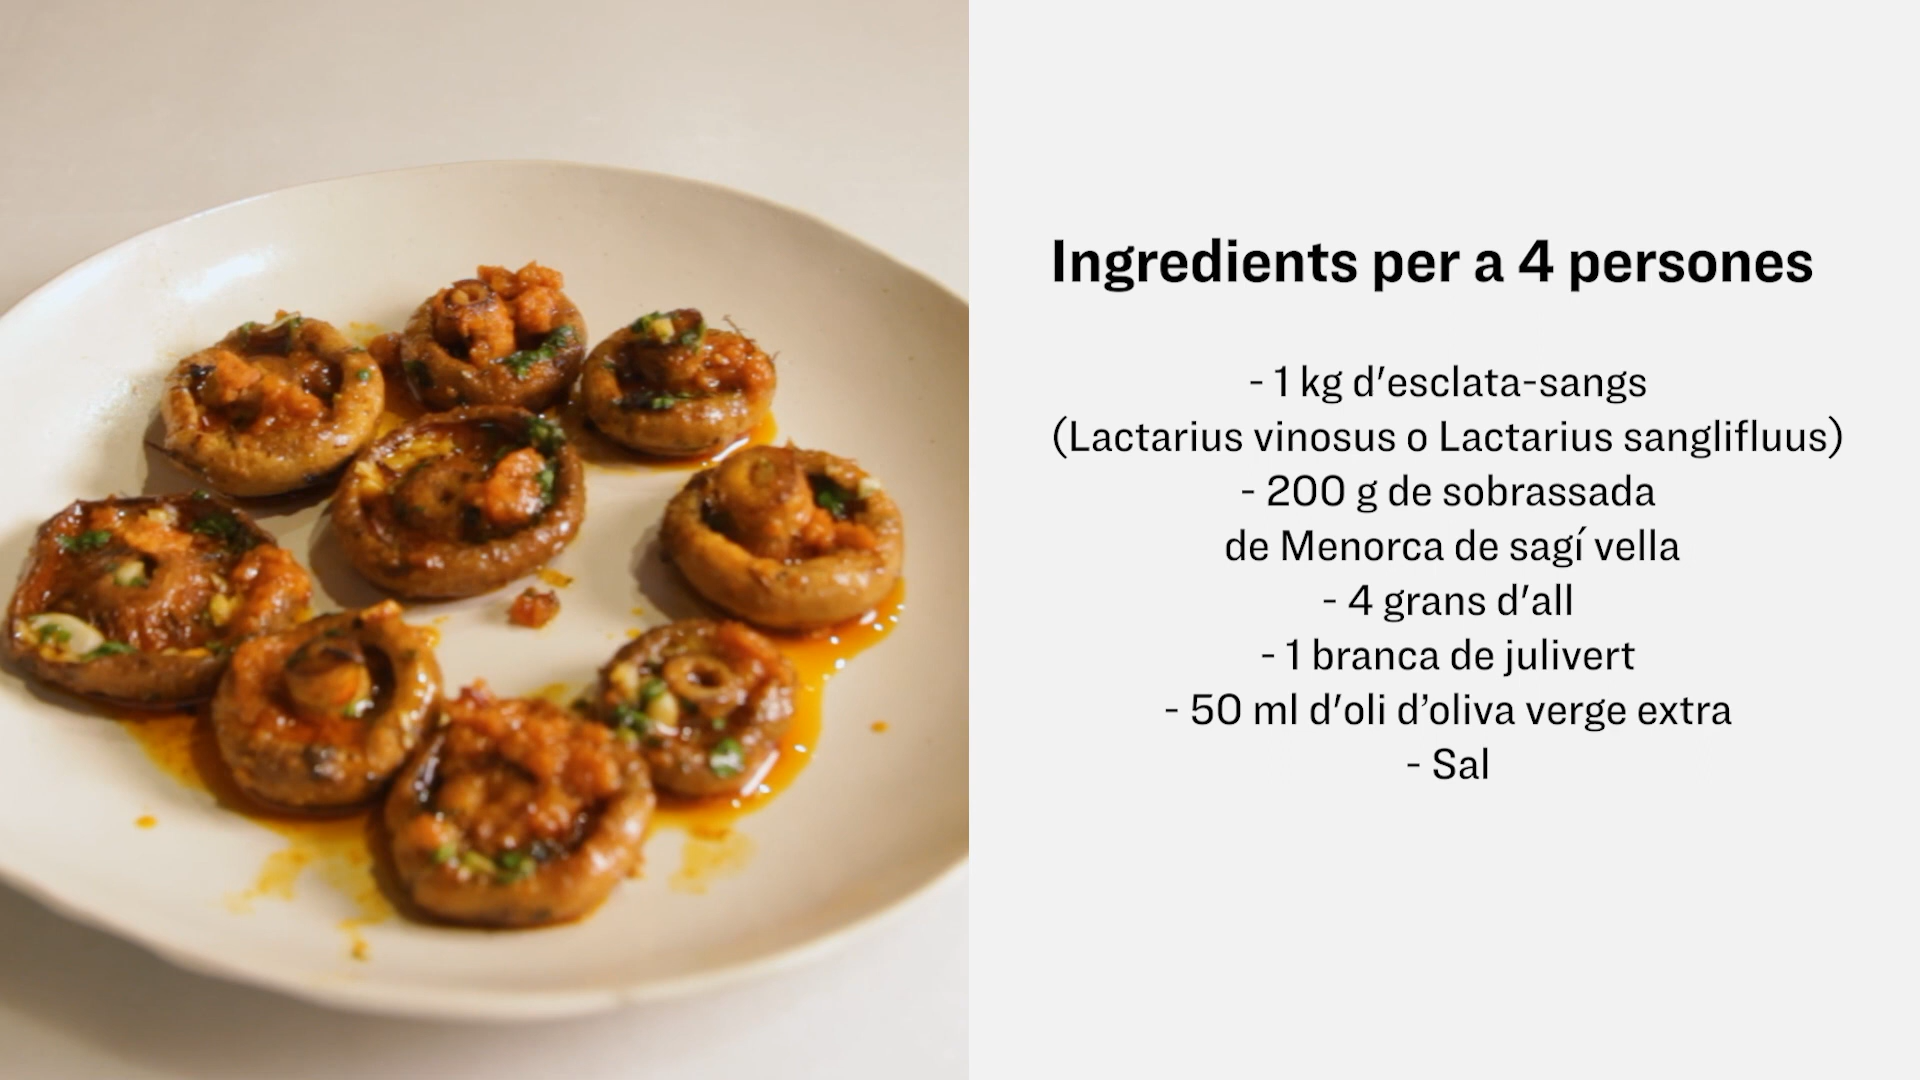 Ingredients per a 4 persones
- 1 kg d'esclata-sangs
(Lactarius vinosus o Lactarius sanglifluus)
- 200 g de sobrassada
de Menorca de sagí vella
- 4 grans d'all
- 1 branca de julivert
- 50 ml d'oli d’oliva verge extra
- Sal